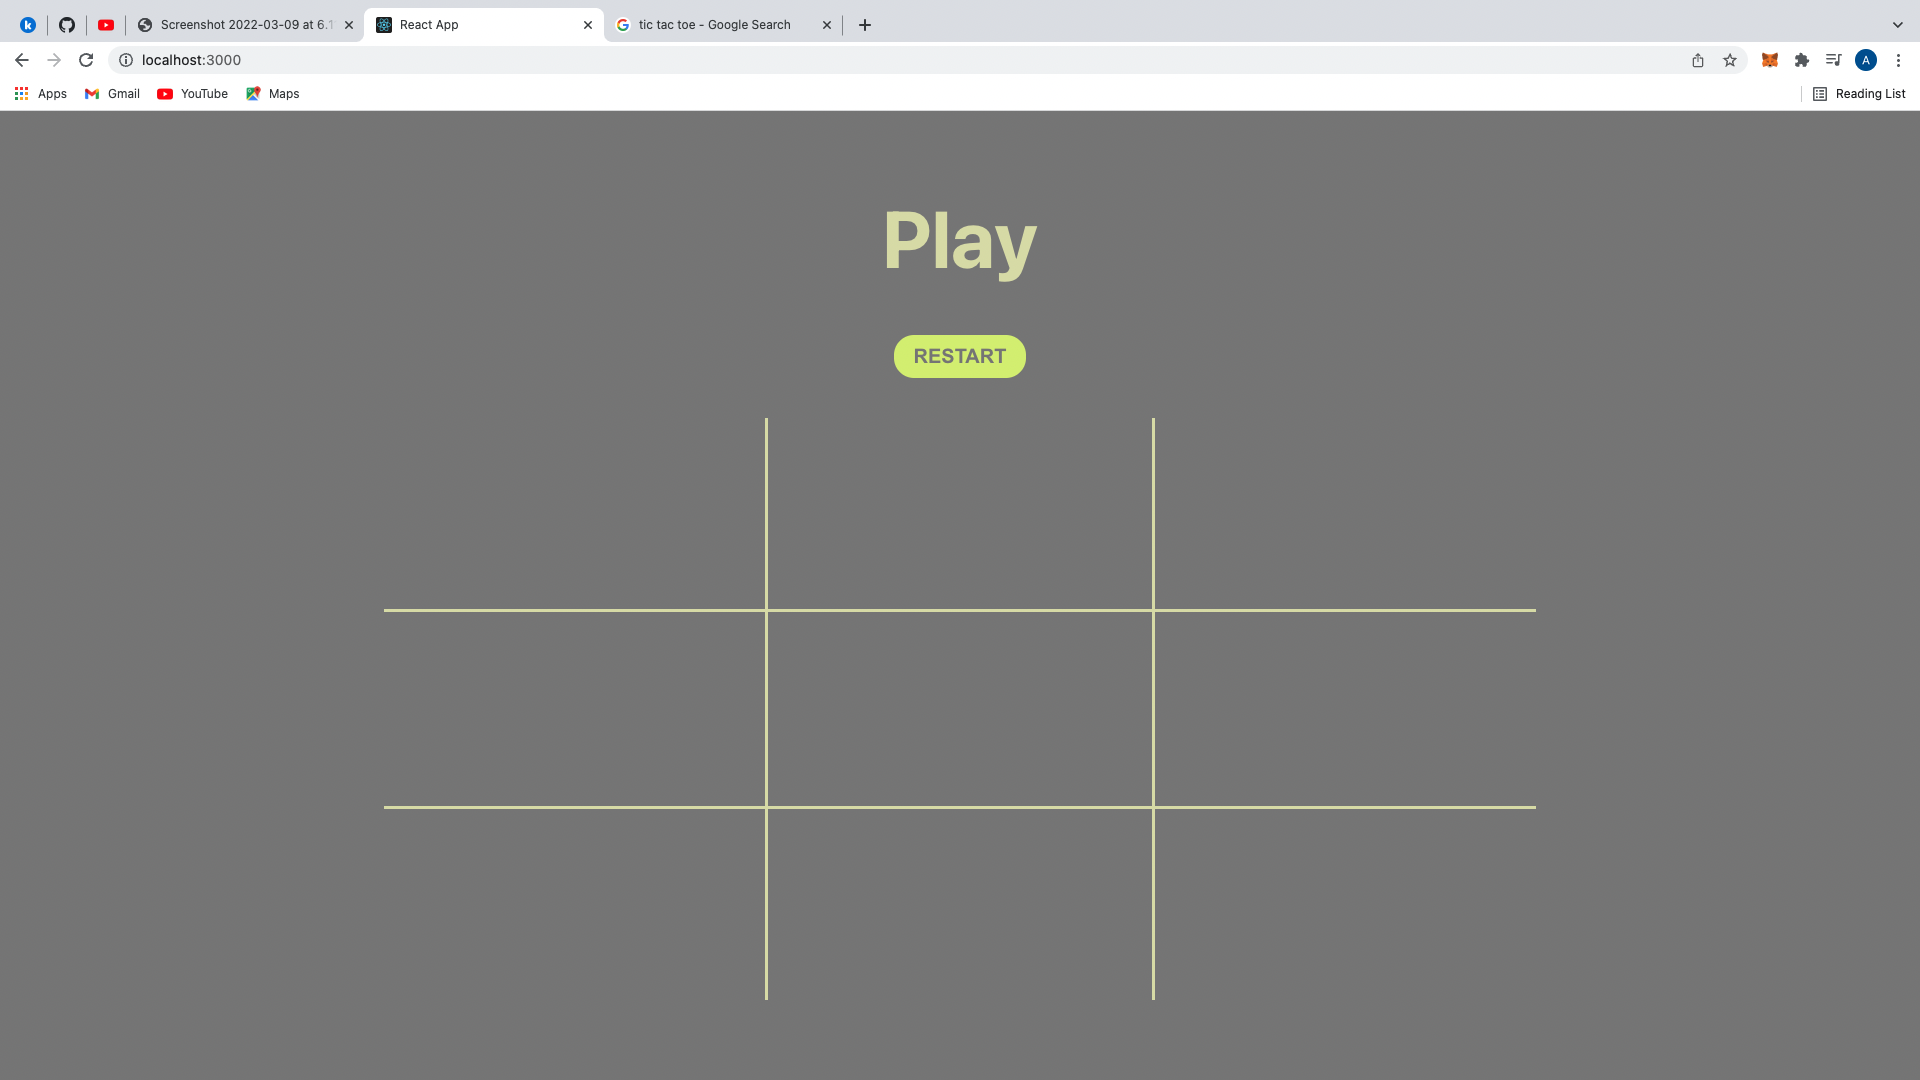 k
Screenshot 2022-03-09 at 6.1
React App
tic tac toe - Google Search
localhost:3000
A
Apps
Gmail
YouTube
Maps
Reading List
Play
RESTART